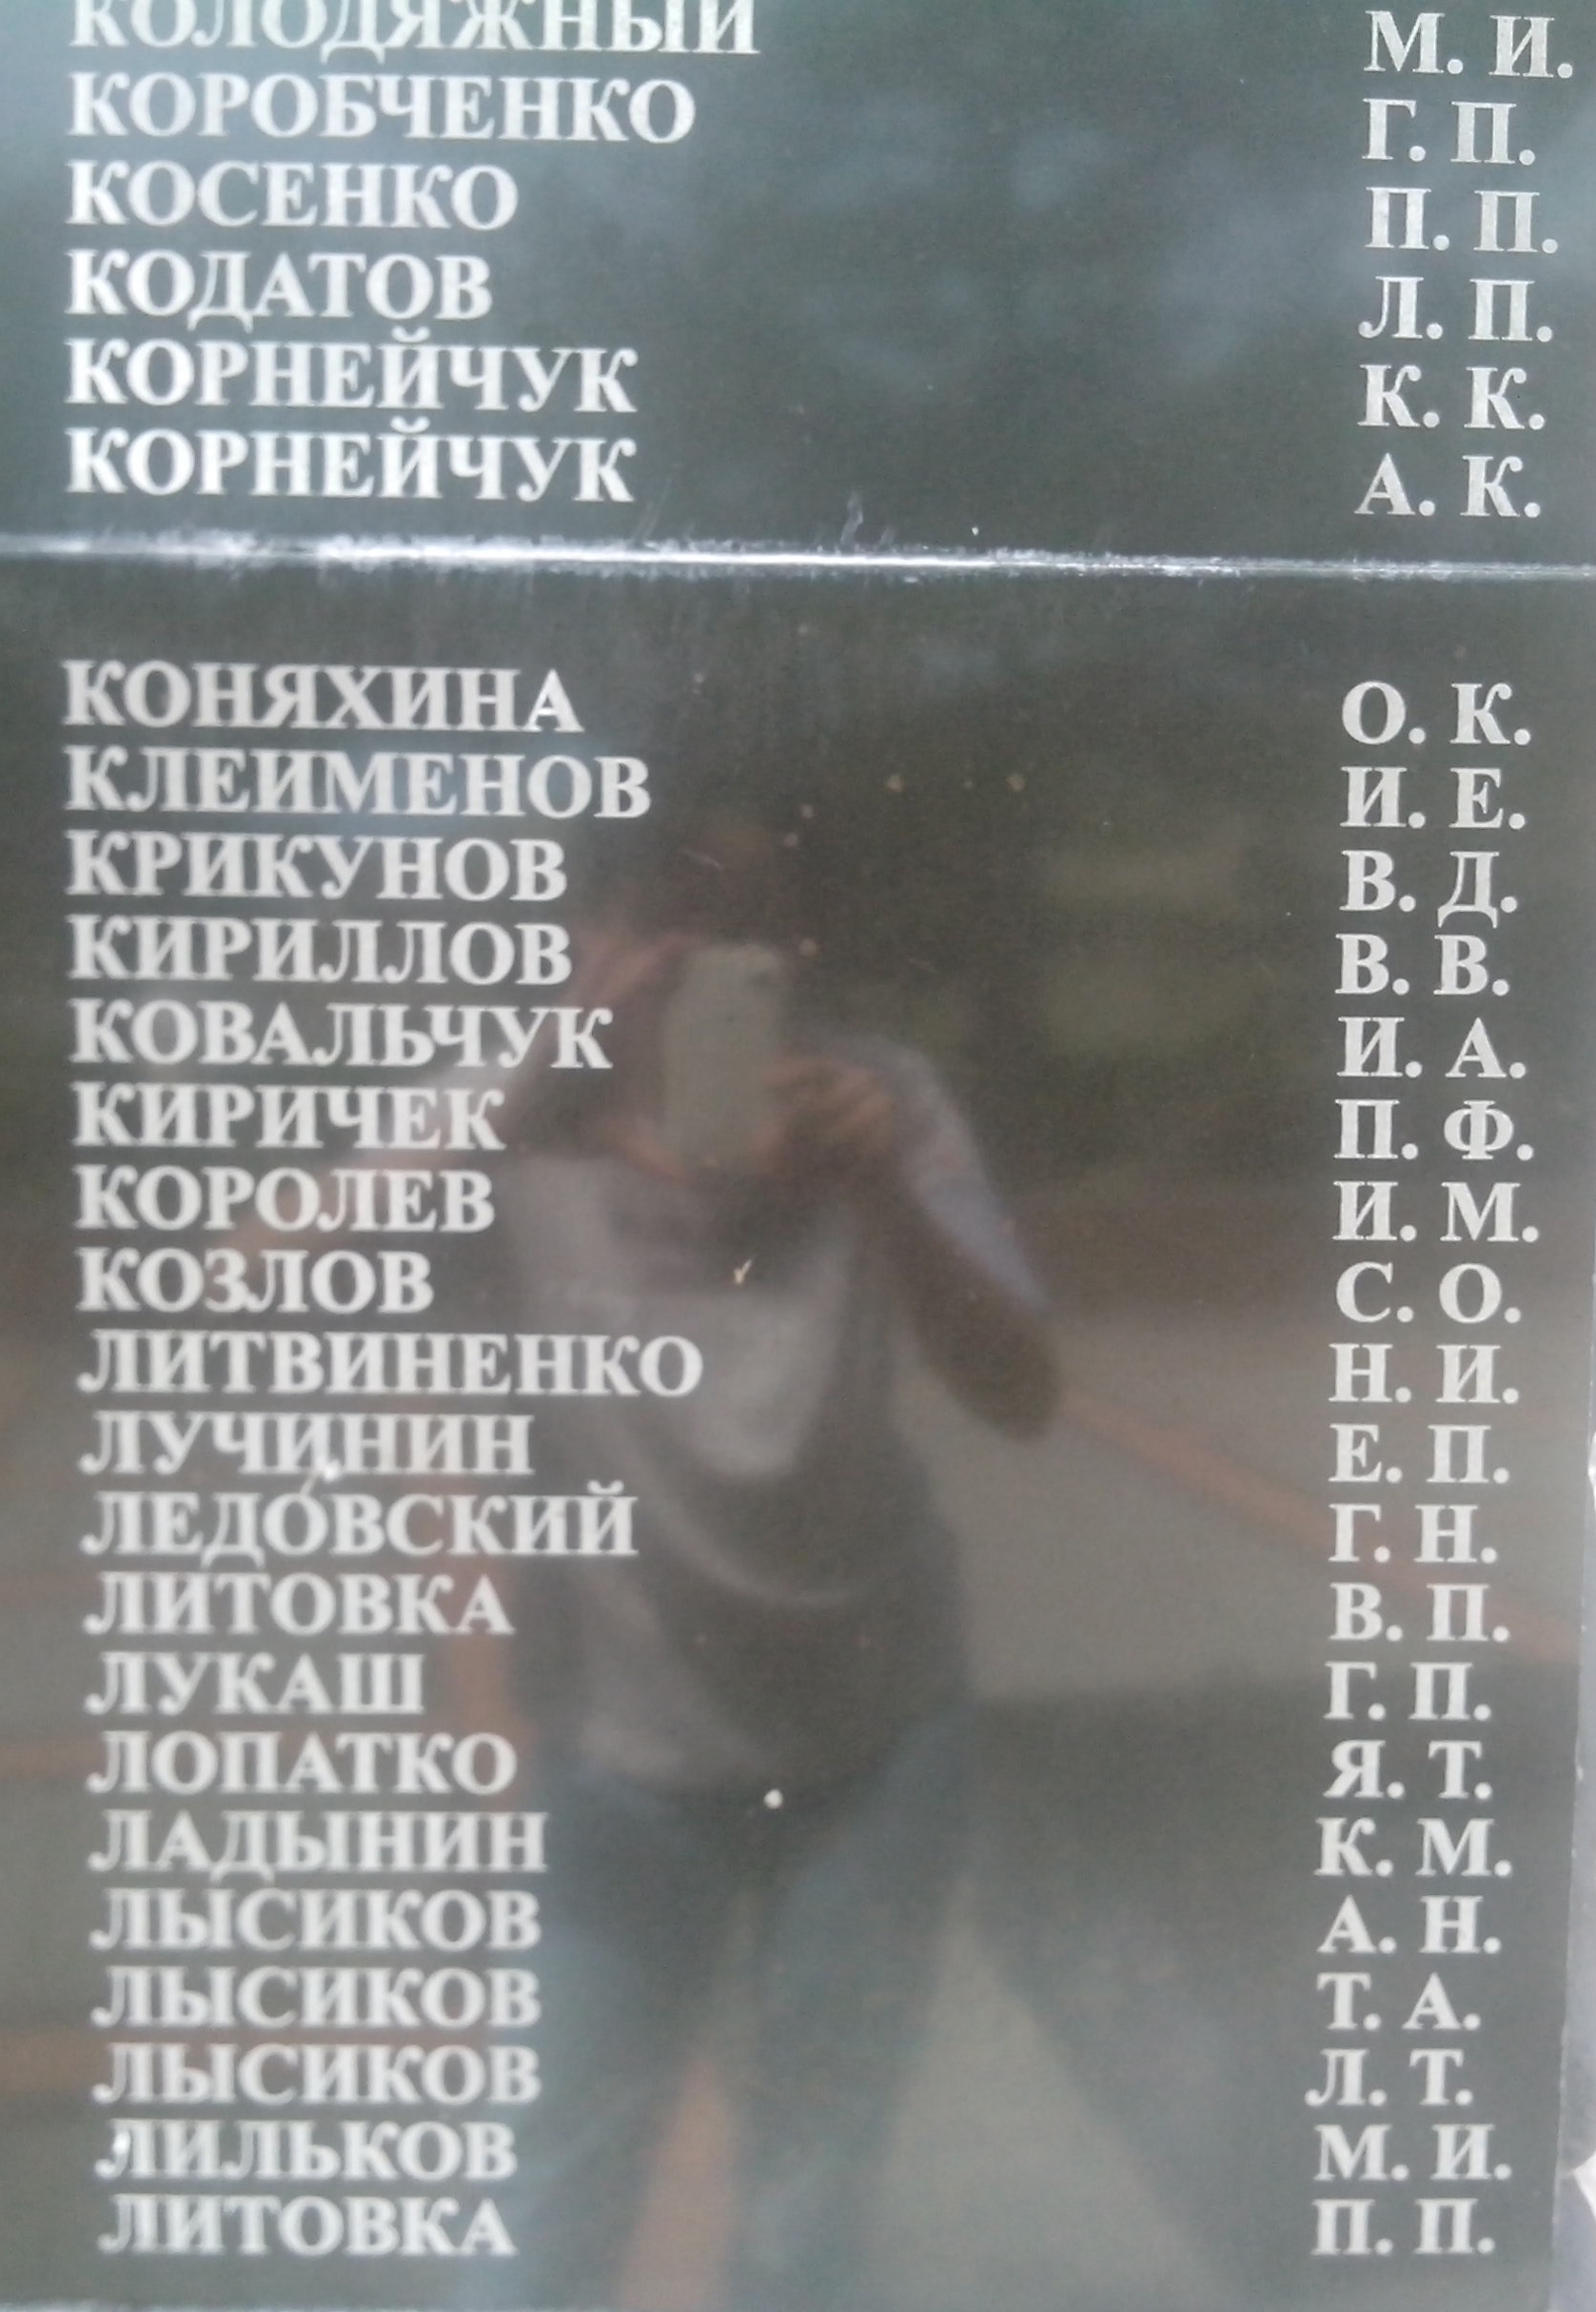 КОЛОДЯЖНЫЙ М. И.
КОРОБЧЕНКО Г. П.
КОСЕНКО П. П.
КОДАТОВ Л. П.
КОРНЕЙЧУК К. К.
КОРНЕЙЧУК А. К.
КОНЯХИНА О. К.
КЛЕИМЕНОВ И. Е.
КРИКУНОВ В. Д.
КИРИЛЛОВ В. В.
КОВАЛЬЧУК И. А.
КИРИЧЕК П. Ф.
КОРОЛЕВ И. М.
КОЗЛОВ С. О.
ЛИТВИНЕНКО Н. И.
ЛУЧИНИН Е. П.
ЛЕДОВСКИЙ Г. Н.
ЛИТОВКА В. П.
ЛУКАШ Г. П.
ЛОПАТКО Я. Т.
ЛАДЫНИН К. М.
ЛЫСИКОВ А. Н.
ЛЫСИКОВ Т. А.
ЛЫСИКОВ Л. Т.
ЛИЛЬКОВ М. И.
ЛИТОВКА П. П.